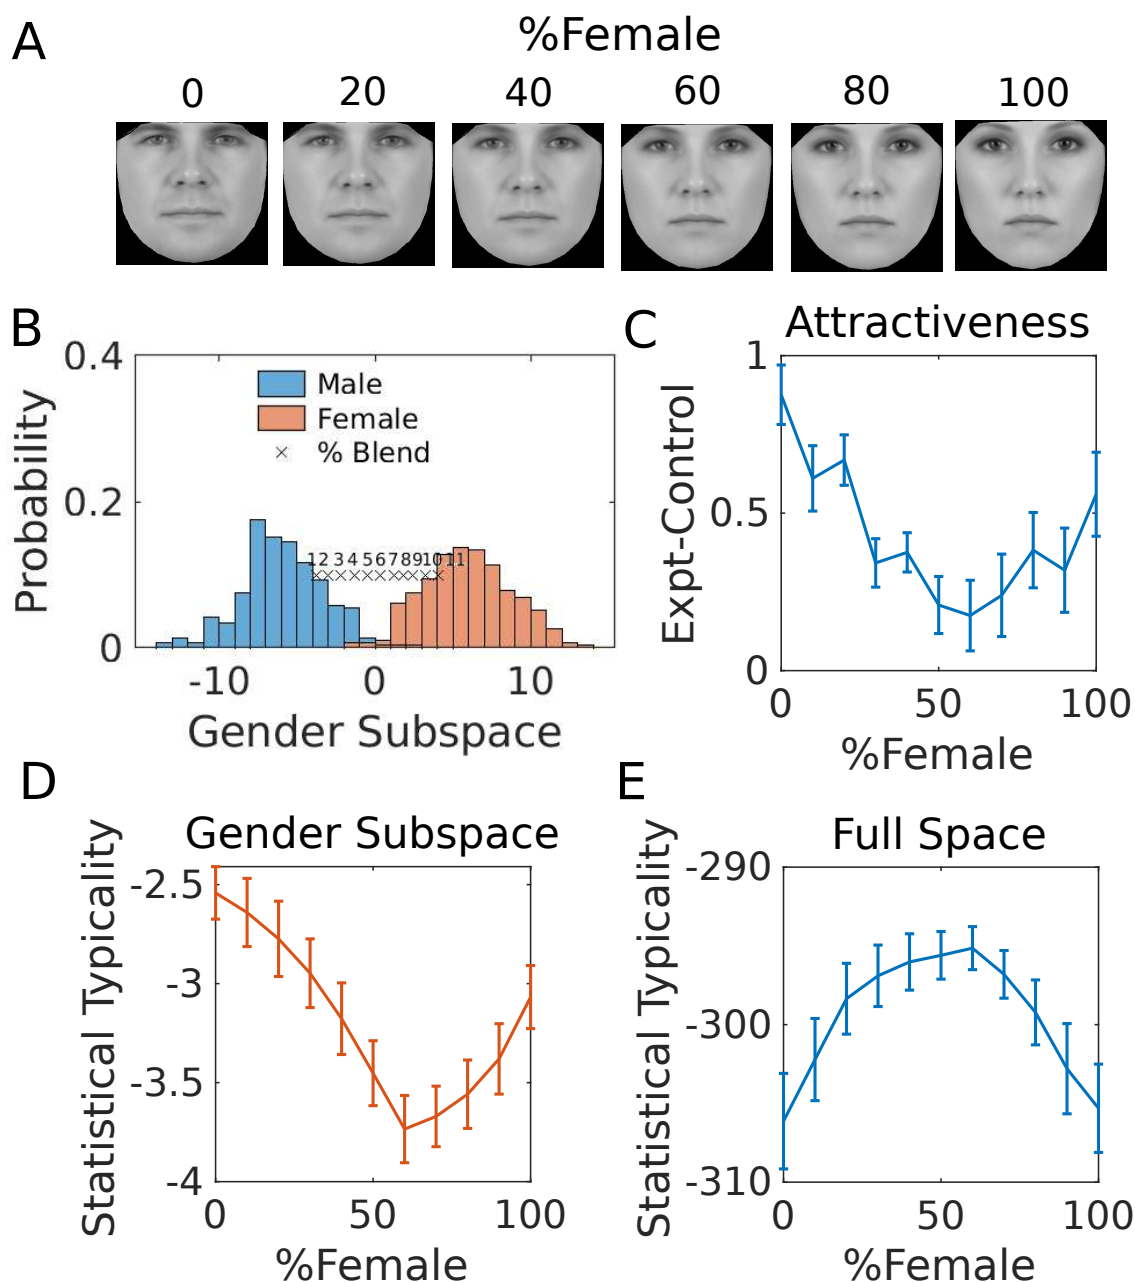 A
%Female
0 20 40 60 80 100
B
0.4
0.2
0
Probability
Male
Female
× % Blend
1 2 3 4 5 6 7 8 9 10 11
-10 0 10
Gender Subspace
C
Attractiveness
1
0.5
0
Expt-Control
0 50 100
%Female
D
Gender Subspace
-2.5
-3
-3.5
-4
Statistical Typicality
0 50 100
%Female
E
Full Space
-290
-300
-310
Statistical Typicality
0 50 100
%Female